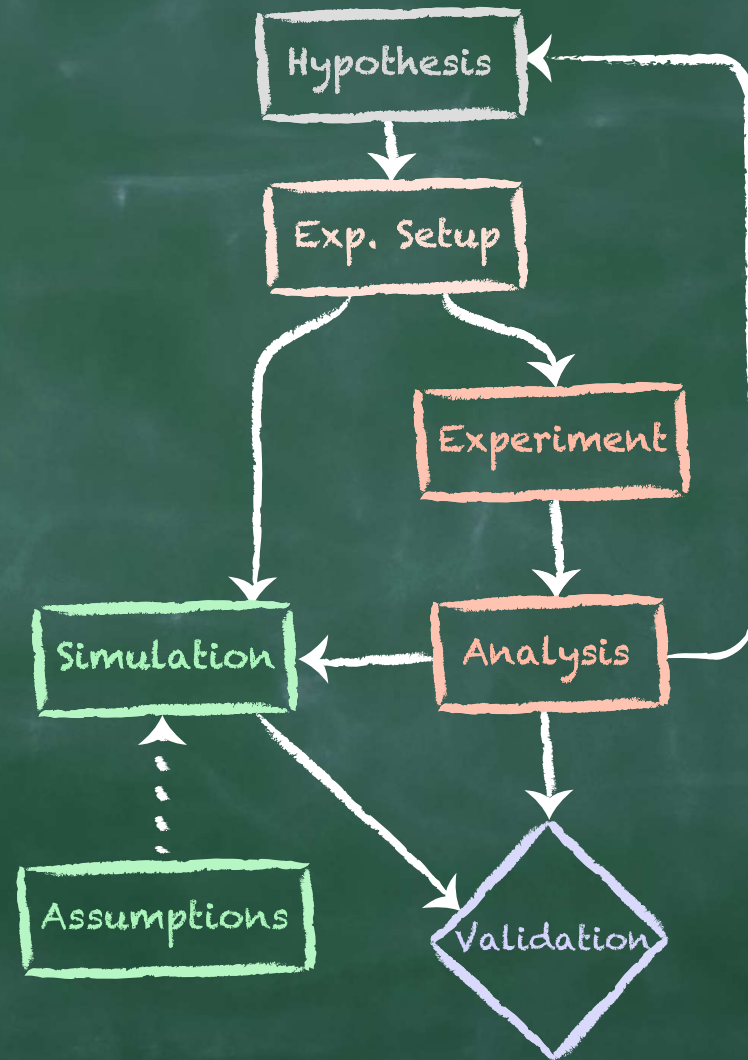 Hypothesis
Exp. Setup
Experiment
Simulation
Analysis
Assumptions
Validation